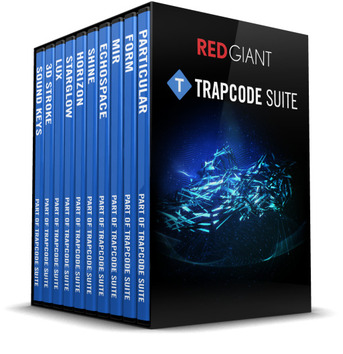 REDGIANT
T TRAPCODE SUITE
SOUND KEYS PART OF TRAPCODE SUITE
3D STROKE PART OF TRAPCODE SUITE
LUX PART OF TRAPCODE SUITE
STARGLOW PART OF TRAPCODE SUITE
HORIZON PART OF TRAPCODE SUITE
SHINE PART OF TRAPCODE SUITE
ECHOSPACE PART OF TRAPCODE SUITE
MIR PART OF TRAPCODE SUITE
FORM PART OF TRAPCODE SUITE
PARTICULAR PART OF TRAPCODE SUITE